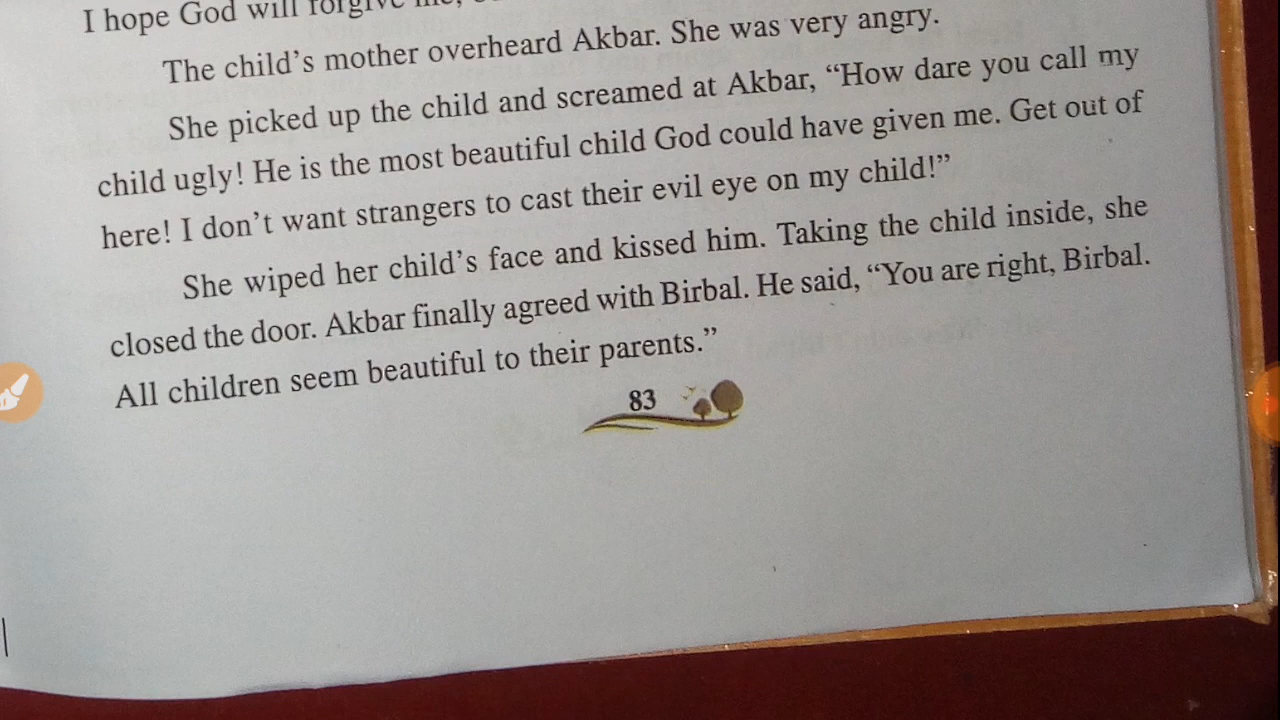 I hope God will forgive me,
The child's mother overheard Akbar. She was very angry.
She picked up the child and screamed at Akbar, “How dare you call my
child ugly! He is the most beautiful child God could have given me. Get out of
here! I don't want strangers to cast their evil eye on my child!”
She wiped her child's face and kissed him. Taking the child inside, she
closed the door. Akbar finally agreed with Birbal. He said, “You are right, Birbal.
All children seem beautiful to their parents.”
83